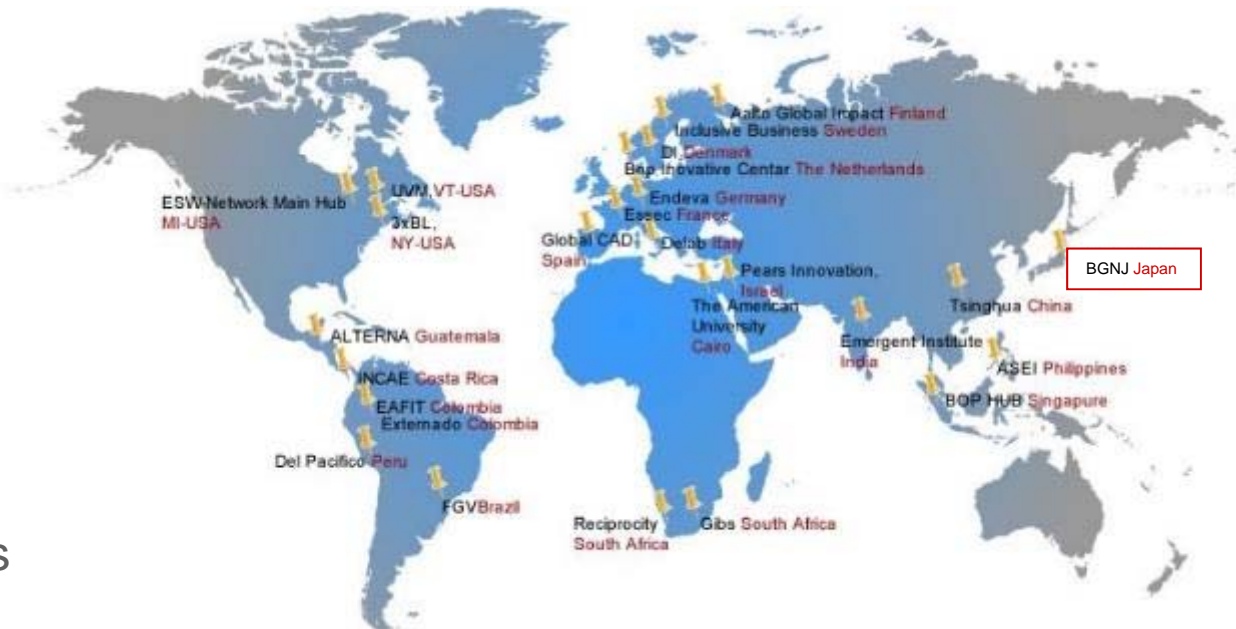 Aalto Global Impact Finland
Inclusive Business Sweden
DI Denmark
Bop Inovative Centar The Netherlands
Endeva Germany
Essec France
Global CAD
Spain
Defab Italy
UVM,VT-USA
ESW-Network Main Hub
MI-USA
3xBL,
NY-USA
Pears Innovation,
Israel
The American
University
Cairo
BGNJ Japan
Tsinghua China
Emergent Institute
India
ASEI Philippines
BOP HUB Singapure
ALTERNA Guatemala
INCAE Costa Rica
EAFIT Colombia
Externado Colombia
Del Pacifico Peru
FGVBrazil
Reciprocity
South Africa
Gibs South Africa
s